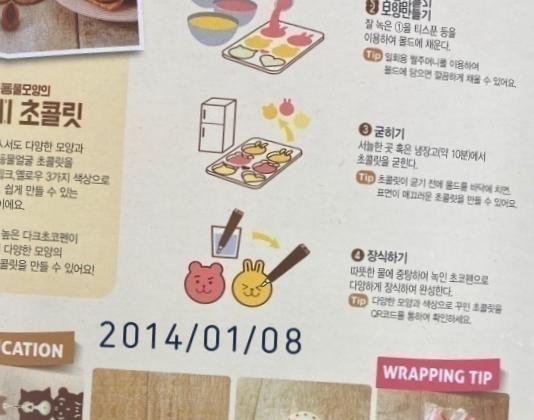 모양만들기
잘 녹은 ①을 티스푼 등을
이용하여 몰드에 채운다.
Tip 일회용 짤주머니를 이용하여
몰드에 담으면 깔끔하게 채울 수 있어요.
동물모양의
초콜릿
서도 다양한 모양과
동물얼굴 초콜릿을
핑크,옐로우 3가지 색상으로
쉽게 만들 수 있는
이에요.
높은 다크초코펜이
다양한 모양의
콜릿을 만들 수 있어요!
3 굳히기
서늘한 곳 혹은 냉장고(약 10분)에서
초콜릿을 굳힌다.
Tip 초콜릿이 굳기 전에 몰드를 바닥에 치면,
표면이 매끄러운 초콜릿을 만들 수 있어요.
4 장식하기
따뜻한 물에 중탕하여 녹인 초코펜으로
다양하게 장식하여 완성한다.
Tip 다양한 모양과 색상으로 꾸민 초콜릿을
QR코드를 통하여 확인하세요.
2014/01/08
CATION
WRAPPING TIP